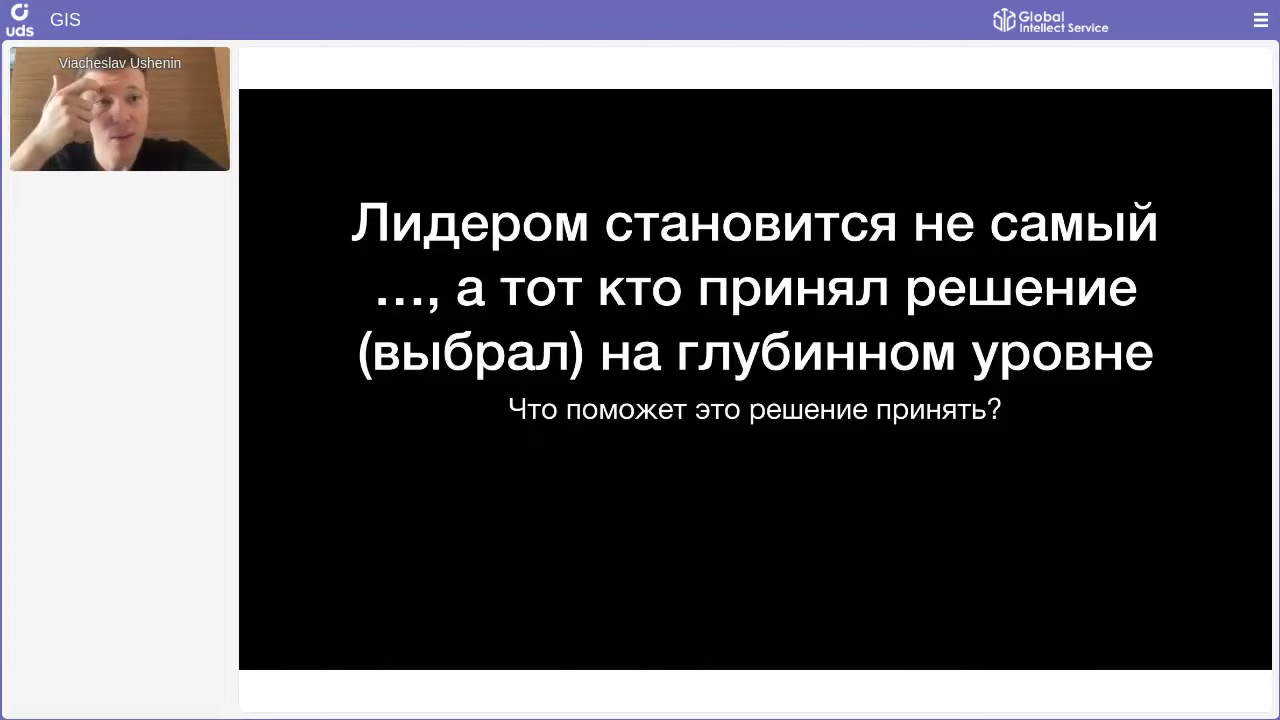 uds
GIS
Global
Intellect Service
Viacheslav Ushenin
Лидером становится не самый
…, а тот кто принял решение
(выбрал) на глубинном уровне
Что поможет это решение принять?